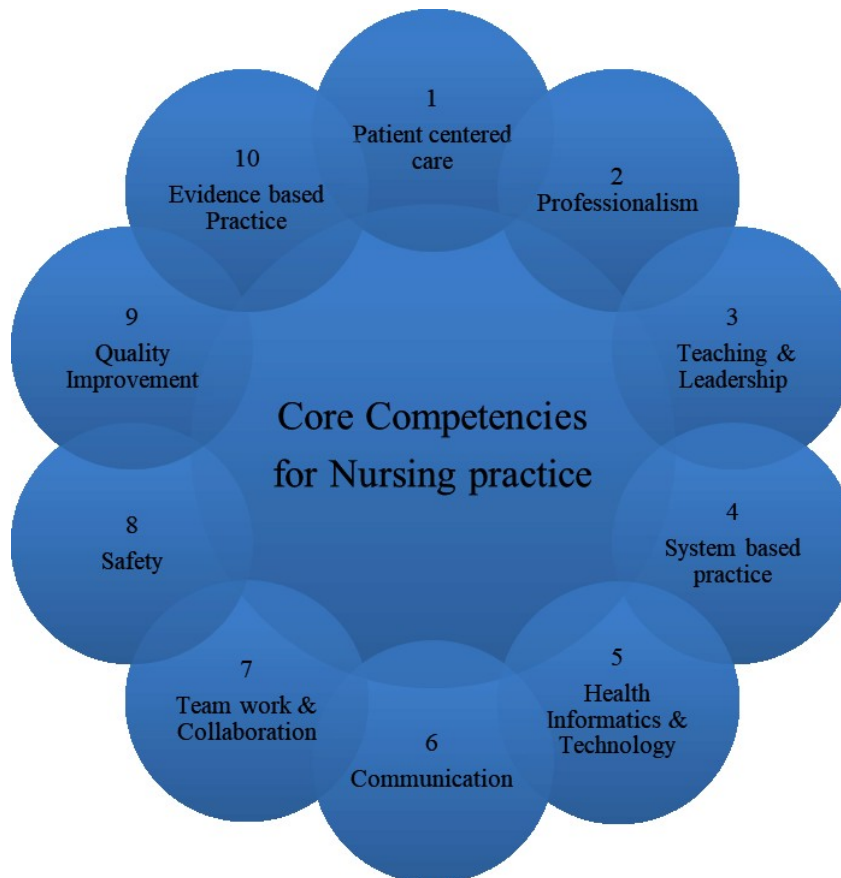 1
Patient centered
care
2
Professionalism
3
Teaching &
Leadership
4
System based
practice
5
Health
Informatics &
Technology
6
Communication
7
Team work &
Collaboration
8
Safety
9
Quality
Improvement
10
Evidence based
Practice
Core Competencies
for Nursing practice